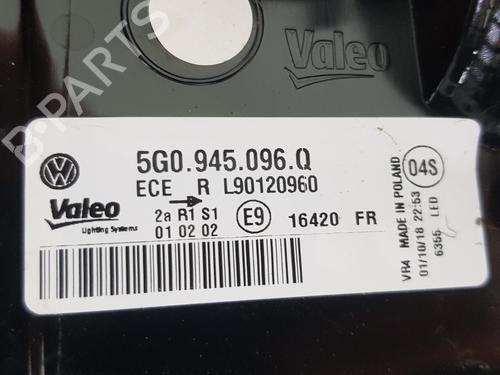 B-PARTS
Valeo
5G0.945.096.Q
ECE R L90120960
Valeo
Lighting Systems
2a R1 S1
01 02 02
E9
16420 FR
04S
VR4 MADE IN POLAND
01/10/18 22:53
6355 LED